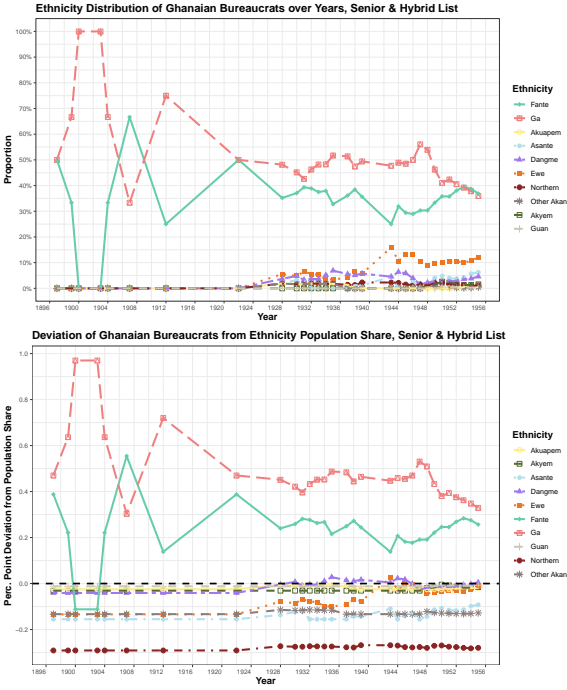 Ethnicity Distribution of Ghanaian Bureaucrats over Years, Senior & Hybrid List
100%
90%
80%
70%
60%
50%
40%
30%
20%
10%
0%
Proportion
1896 1900 1904 1908 1912 1916 1920 1924 1928 1932 1936 1940 1944 1948 1952 1956
Year
Ethnicity
Fante
Ga
Akuapem
Asante
Dangme
Ewe
Northern
Other Akan
Akyem
Guan
Deviation of Ghanaian Bureaucrats from Ethnicity Population Share, Senior & Hybrid List
1.0
0.8
0.6
0.4
0.2
0.0
−0.2
Perc. Point Deviation from Population Share
1896 1900 1904 1908 1912 1916 1920 1924 1928 1932 1936 1940 1944 1948 1952 1956
Year
Ethnicity
Akuapem
Akyem
Asante
Dangme
Ewe
Fante
Ga
Guan
Northern
Other Akan